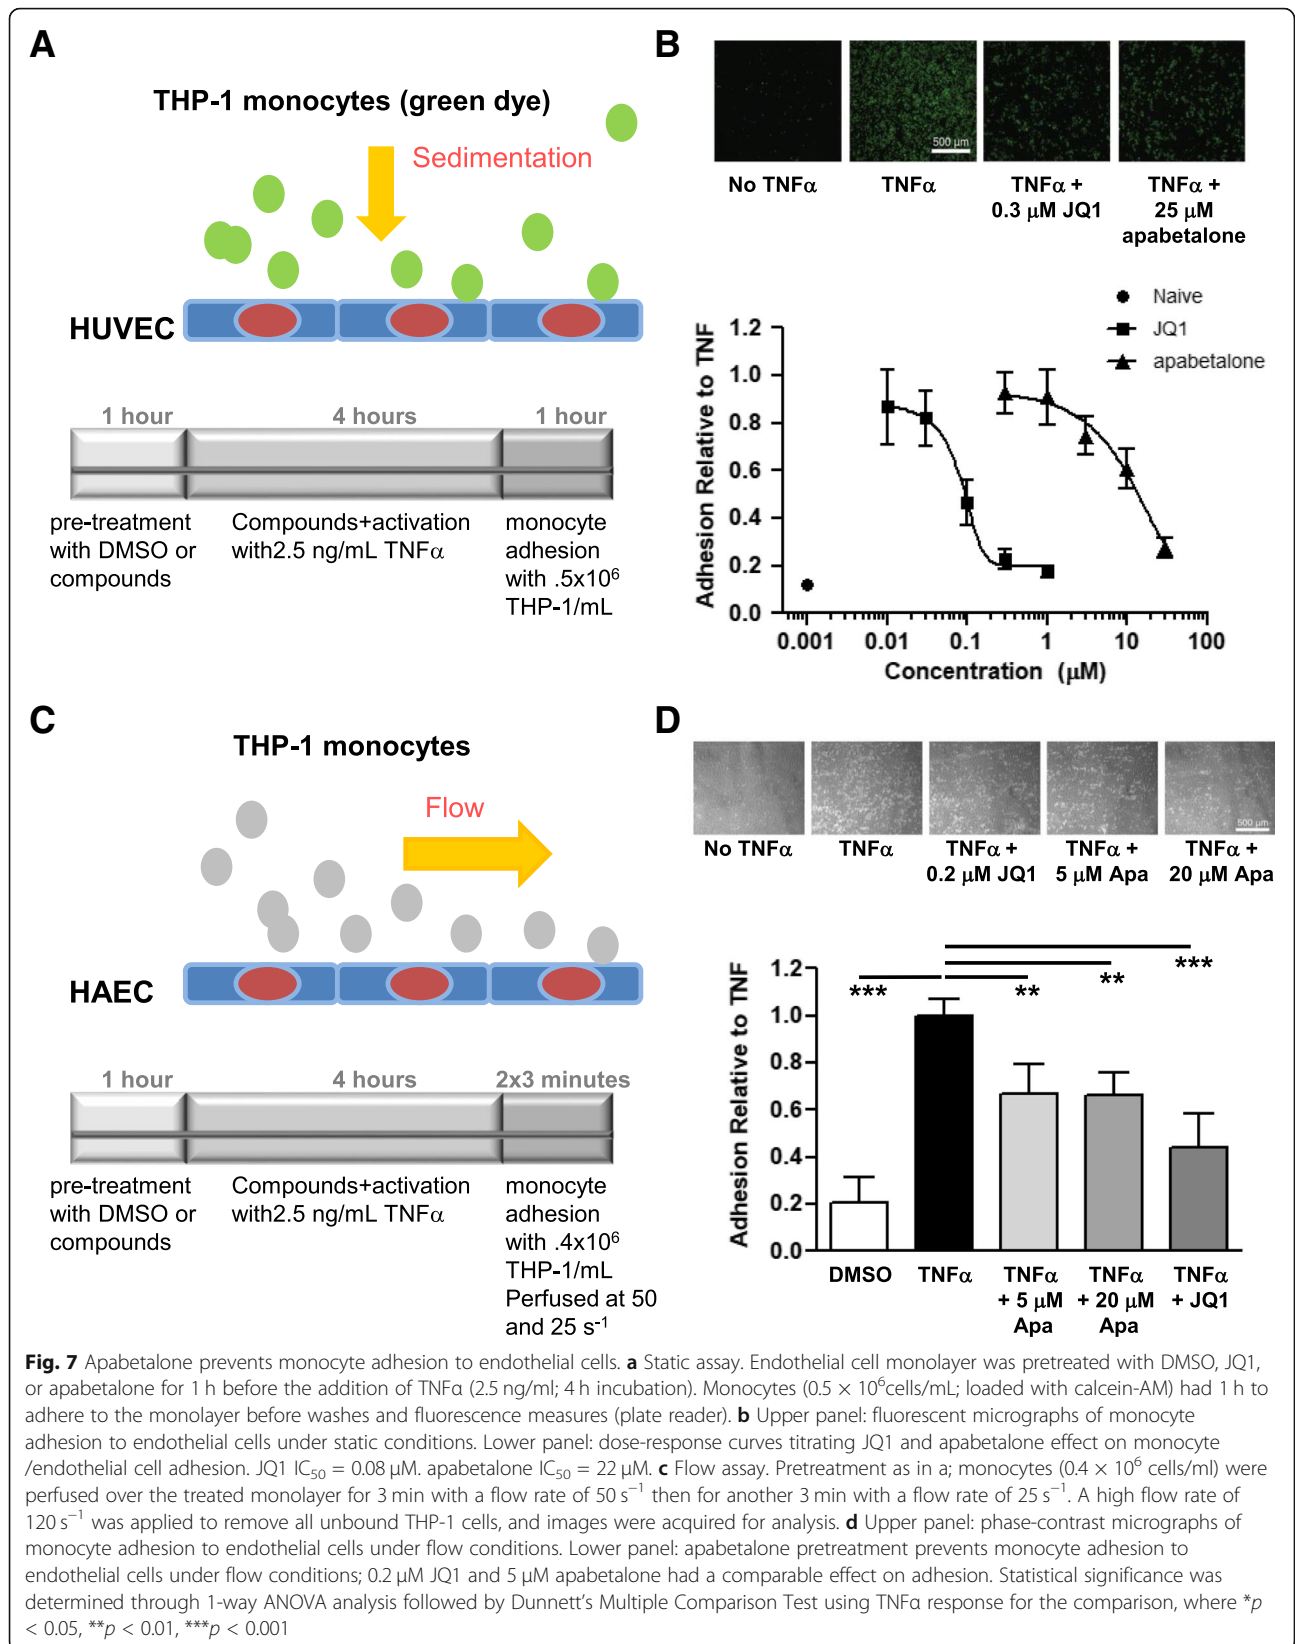 A
THP-1 monocytes (green dye)
Sedimentation
HUVEC
1 hour
4 hours
1 hour
pre-treatment
with DMSO or
compounds
Compounds+activation
with2.5 ng/mL TNFα
monocyte
adhesion
with .5x10⁶
THP-1/mL
B
500 µm
No TNFα
TNFα
TNFα +
0.3 µM JQ1
TNFα +
25 µM
apabetalone
Naive
JQ1
apabetalone
Adhesion Relative to TNF
1.2
1.0
0.8
0.6
0.4
0.2
0.0
0.001
0.01
0.1
1
10
100
Concentration (µM)
C
THP-1 monocytes
Flow
HAEC
1 hour
4 hours
2x3 minutes
pre-treatment
with DMSO or
compounds
Compounds+activation
with2.5 ng/mL TNFα
monocyte
adhesion
with .4x10⁶
THP-1/mL
Perfused at 50
and 25 s⁻¹
D
500 µm
No TNFα
TNFα
TNFα +
0.2 µM JQ1
TNFα +
5 µM Apa
TNFα +
20 µM Apa
Adhesion Relative to TNF
1.2
1.0
0.8
0.6
0.4
0.2
0.0
***
**
**
***
DMSO
TNFα
TNFα
+ 5 µM
Apa
TNFα
+ 20 µM
Apa
TNFα
+ JQ1
Fig. 7 Apabetalone prevents monocyte adhesion to endothelial cells. a Static assay. Endothelial cell monolayer was pretreated with DMSO, JQ1,
or apabetalone for 1 h before the addition of TNFα (2.5 ng/ml; 4 h incubation). Monocytes (0.5 × 10⁶cells/mL; loaded with calcein-AM) had 1 h to
adhere to the monolayer before washes and fluorescence measures (plate reader). b Upper panel: fluorescent micrographs of monocyte
adhesion to endothelial cells under static conditions. Lower panel: dose-response curves titrating JQ1 and apabetalone effect on monocyte
/endothelial cell adhesion. JQ1 IC₅₀ = 0.08 µM. apabetalone IC₅₀ = 22 µM. c Flow assay. Pretreatment as in a; monocytes (0.4 × 10⁶ cells/ml) were
perfused over the treated monolayer for 3 min with a flow rate of 50 s⁻¹ then for another 3 min with a flow rate of 25 s⁻¹. A high flow rate of
120 s⁻¹ was applied to remove all unbound THP-1 cells, and images were acquired for analysis. d Upper panel: phase-contrast micrographs of
monocyte adhesion to endothelial cells under flow conditions. Lower panel: apabetalone pretreatment prevents monocyte adhesion to
endothelial cells under flow conditions; 0.2 µM JQ1 and 5 µM apabetalone had a comparable effect on adhesion. Statistical significance was
determined through 1-way ANOVA analysis followed by Dunnett’s Multiple Comparison Test using TNFα response for the comparison, where *p
< 0.05, **p < 0.01, ***p < 0.001